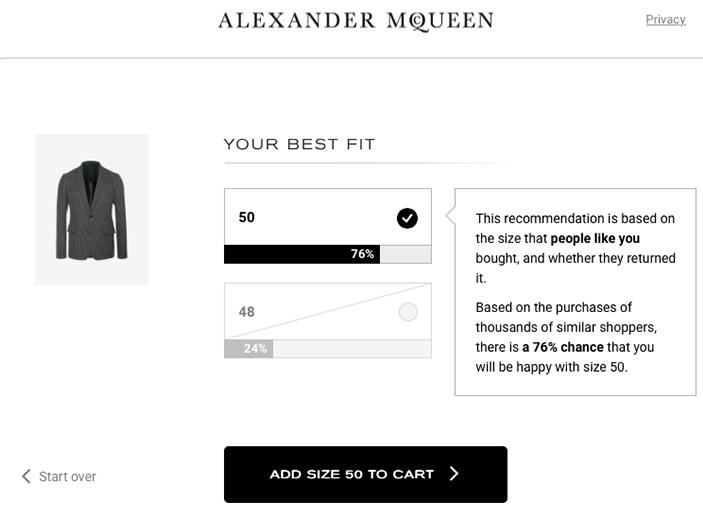 ALEXANDER McQUEEN
Privacy
YOUR BEST FIT
50
76%
48
24%
This recommendation is based on
the size that people like you
bought, and whether they returned
it.
Based on the purchases of
thousands of similar shoppers,
there is a 76% chance that you
will be happy with size 50.
Start over
ADD SIZE 50 TO CART